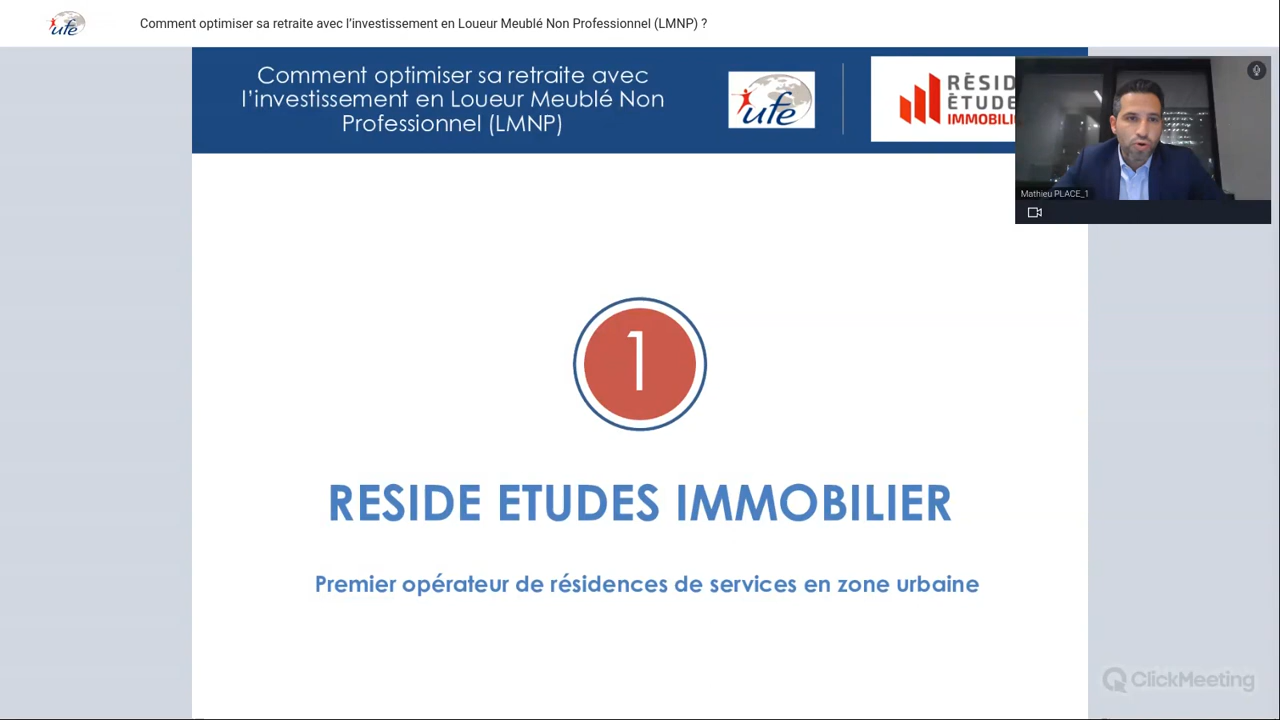 ufe
Comment optimiser sa retraite avec l’investissement en Loueur Meublé Non Professionnel (LMNP) ?
Comment optimiser sa retraite avec
l’investissement en Loueur Meublé Non
Professionnel (LMNP)
ufe
RÉSID
ÉTUDE
IMMOBILI
Mathieu PLACE_1
1
RESIDE ETUDES IMMOBILIER
Premier opérateur de résidences de services en zone urbaine
ClickMeeting